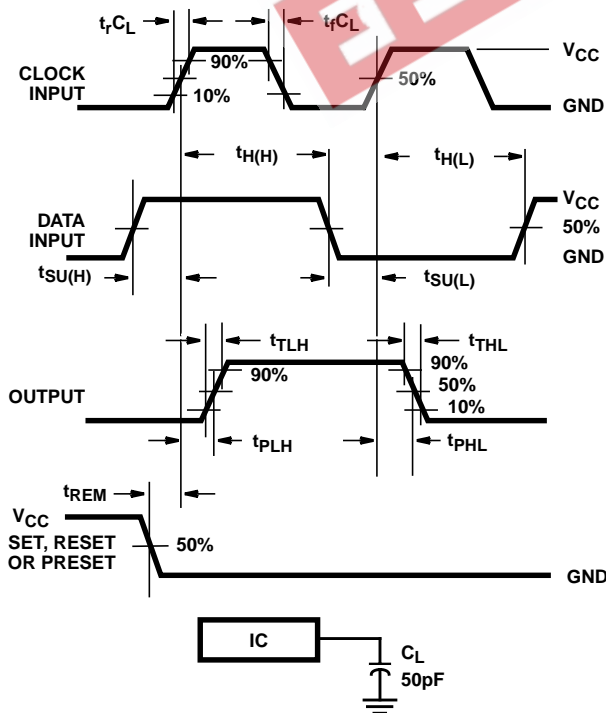 t_rC_L
t_fC_L
CLOCK
INPUT
90%
10%
50%
V_CC
GND
t_H(H)
t_H(L)
DATA
INPUT
V_CC
50%
GND
t_SU(H)
t_SU(L)
t_TLH
t_THL
OUTPUT
90%
90%
50%
10%
t_PLH
t_PHL
t_REM
V_CC
SET, RESET
OR PRESET
50%
GND
IC
C_L
50pF